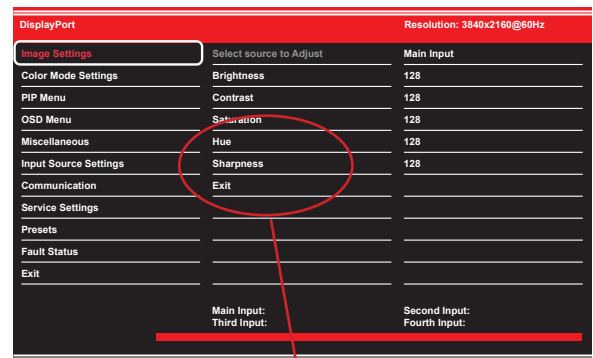 DisplayPort Resolution: 3840x2160@60Hz
Image Settings Select source to Adjust Main Input
Color Mode Settings Brightness 128
PIP Menu Contrast 128
OSD Menu Saturation 128
Miscellaneous Hue 128
Input Source Settings Sharpness 128
Communication Exit
Service Settings
Presets
Fault Status
Exit
Main Input: Second Input:
Third Input: Fourth Input: